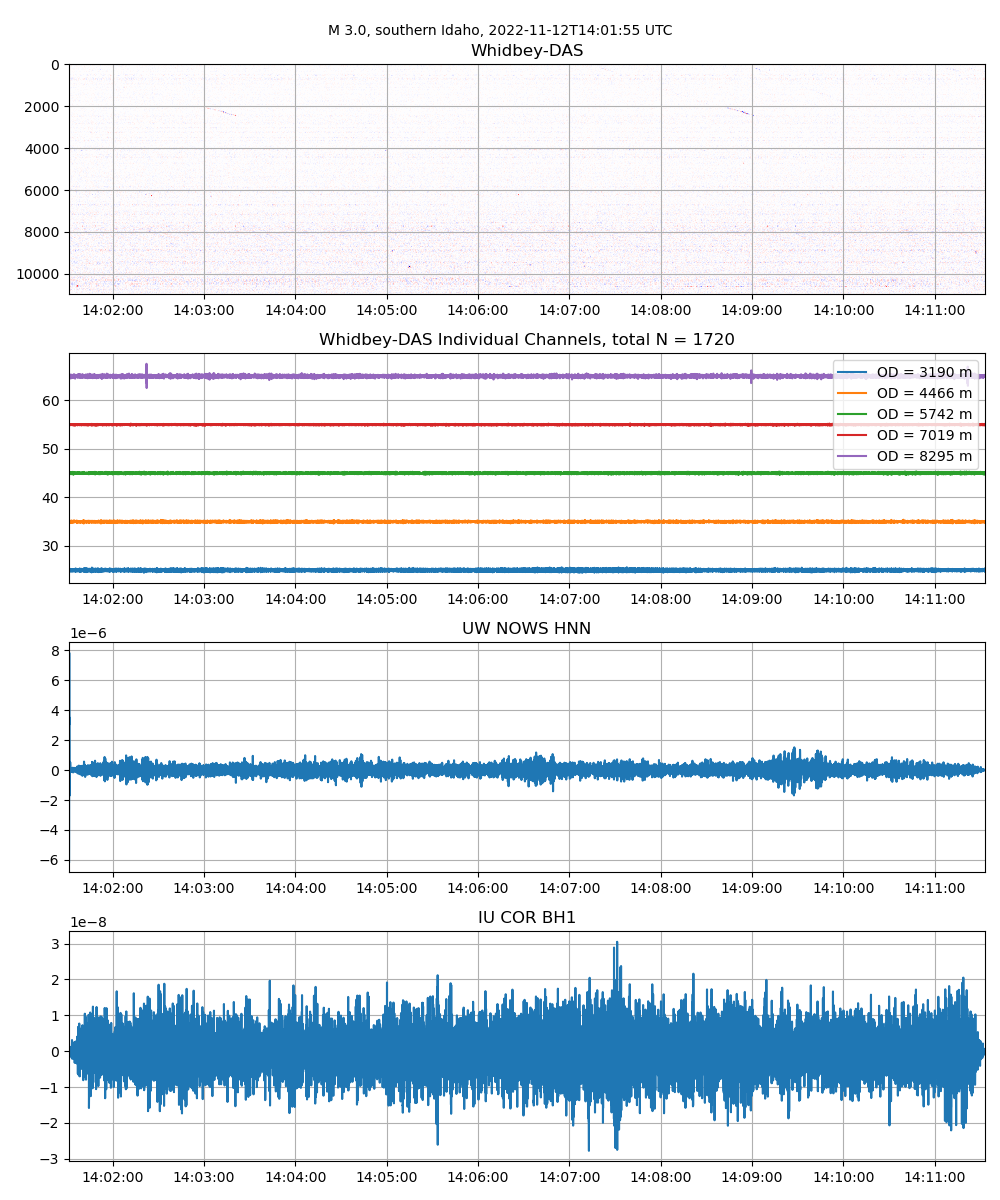 M 3.0, southern Idaho, 2022-11-12T14:01:55 UTC
Whidbey-DAS
0
2000
4000
6000
8000
10000
14:02:00 14:03:00 14:04:00 14:05:00 14:06:00 14:07:00 14:08:00 14:09:00 14:10:00 14:11:00
Whidbey-DAS Individual Channels, total N = 1720
60
50
40
30
OD = 3190 m
OD = 4466 m
OD = 5742 m
OD = 7019 m
OD = 8295 m
14:02:00 14:03:00 14:04:00 14:05:00 14:06:00 14:07:00 14:08:00 14:09:00 14:10:00 14:11:00
UW NOWS HNN
1e−6
8
6
4
2
0
−2
−4
−6
14:02:00 14:03:00 14:04:00 14:05:00 14:06:00 14:07:00 14:08:00 14:09:00 14:10:00 14:11:00
IU COR BH1
1e−8
3
2
1
0
−1
−2
−3
14:02:00 14:03:00 14:04:00 14:05:00 14:06:00 14:07:00 14:08:00 14:09:00 14:10:00 14:11:00